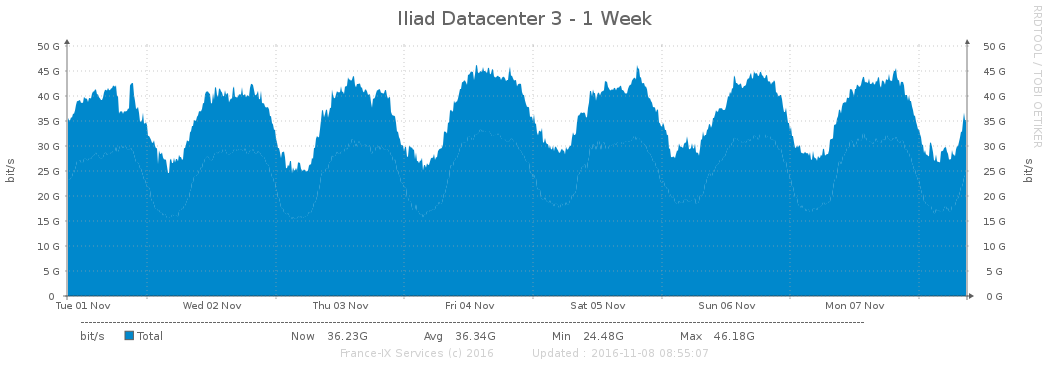 Iliad Datacenter 3 - 1 Week
RRDTOOL / TOBI OETIKER
50 G 50 G
45 G 45 G
40 G 40 G
35 G 35 G
30 G 30 G
25 G 25 G
20 G 20 G
15 G 15 G
10 G 10 G
5 G 5 G
0 0 G
bit/s bit/s
Tue 01 Nov Wed 02 Nov Thu 03 Nov Fri 04 Nov Sat 05 Nov Sun 06 Nov Mon 07 Nov
bit/s Total Now 36.23G Avg 36.34G Min 24.48G Max 46.18G
France-IX Services (c) 2016 Updated : 2016-11-08 08:55:07